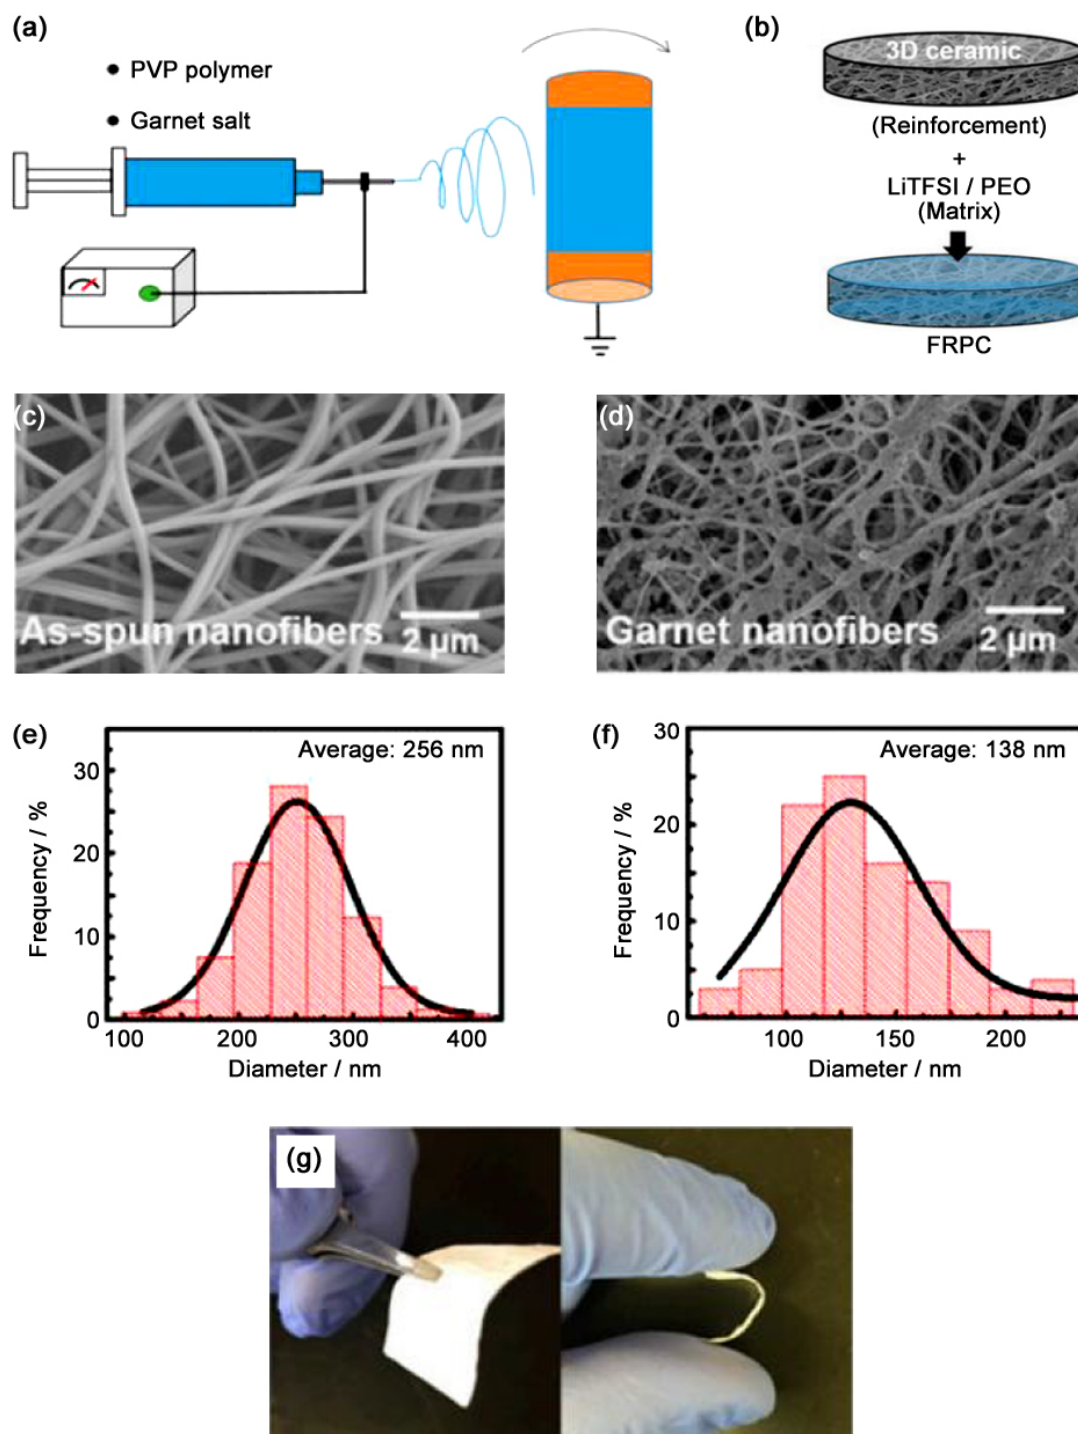 (a)
• PVP polymer
• Garnet salt
(b)
3D ceramic
(Reinforcement)
+
LiTFSI / PEO
(Matrix)
FRPC
(c)
As-spun nanofibers
2 μm
(d)
Garnet nanofibers
2 μm
(e)
Average: 256 nm
30
20
10
0
Frequency / %
100 200 300 400
Diameter / nm
(f)
Average: 138 nm
30
20
10
0
Frequency / %
100 150 200
Diameter / nm
(g)